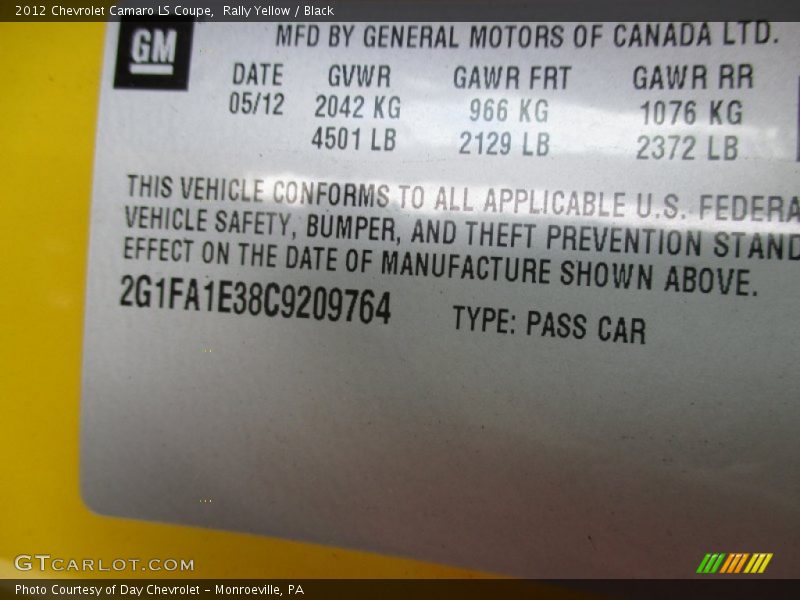 2012 Chevrolet Camaro LS Coupe, Rally Yellow / Black
GM
MFD BY GENERAL MOTORS OF CANADA LTD.
DATE GVWR GAWR FRT GAWR RR
05/12 2042 KG 966 KG 1076 KG
4501 LB 2129 LB 2372 LB
THIS VEHICLE CONFORMS TO ALL APPLICABLE U.S. FEDERA
VEHICLE SAFETY, BUMPER, AND THEFT PREVENTION STAND
EFFECT ON THE DATE OF MANUFACTURE SHOWN ABOVE.
2G1FA1E38C9209764 TYPE: PASS CAR
GTCARLOT.COM
Photo Courtesy of Day Chevrolet - Monroeville, PA